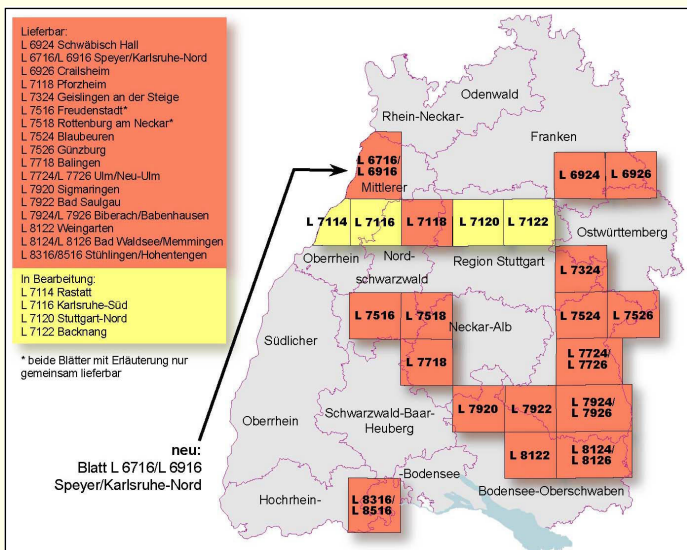 Lieferbar:
L 6924 Schwäbisch Hall
L 6716/L 6916 Speyer/Karlsruhe-Nord
L 6926 Crailsheim
L 7118 Pforzheim
L 7324 Geislingen an der Steige
L 7516 Freudenstadt*
L 7518 Rottenburg am Neckar*
L 7524 Blaubeuren
L 7526 Günzburg
L 7718 Balingen
L 7724/L 7726 Ulm/Neu-Ulm
L 7920 Sigmaringen
L 7922 Bad Saulgau
L 7924/L 7926 Biberach/Babenhausen
L 8122 Weingarten
L 8124/L 8126 Bad Waldsee/Memmingen
L 8316/8516 Stühlingen/Hohentengen
In Bearbeitung:
L 7114 Rastatt
L 7116 Karlsruhe-Süd
L 7120 Stuttgart-Nord
L 7122 Backnang
* beide Blätter mit Erläuterung nur
gemeinsam lieferbar
neu:
Blatt L 6716/L 6916
Speyer/Karlsruhe-Nord
Odenwald
Rhein-Neckar-
Franken
L 6716/
L 6916
L 6924
L 6926
Mittlerer
L 7114
L 7116
L 7118
L 7120
L 7122
Ostwürttemberg
Oberrhein
Nord-
schwarzwald
Region Stuttgart
L 7324
L 7516
L 7518
Neckar-Alb
L 7524
L 7526
Südlicher
L 7718
L 7724/
L 7726
L 7920
L 7922
L 7924/
L 7926
Oberrhein
Schwarzwald-Baar-
Heuberg
L 8122
L 8124/
L 8126
-Bodensee
Bodensee-Oberschwaben
Hochrhein-
L 8316/
L 8516